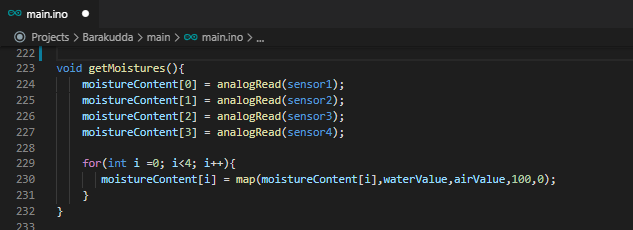 main.ino
Projects > Barakudda > main > main.ino > ...
222
223 void getMoistures(){
224 moistureContent[0] = analogRead(sensor1);
225 moistureContent[1] = analogRead(sensor2);
226 moistureContent[2] = analogRead(sensor3);
227 moistureContent[3] = analogRead(sensor4);
228
229 for(int i =0; i<4; i++){
230 moistureContent[i] = map(moistureContent[i],waterValue,airValue,100,0);
231 }
232 }
233